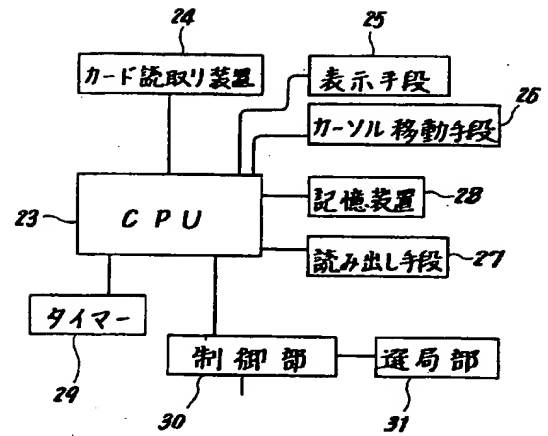 24
カード読取り装置
25
表示手段
26
カーソル移動手段
23
CPU
記憶装置
28
読み出し手段
27
タイマー
29
制御部
30
選局部
31